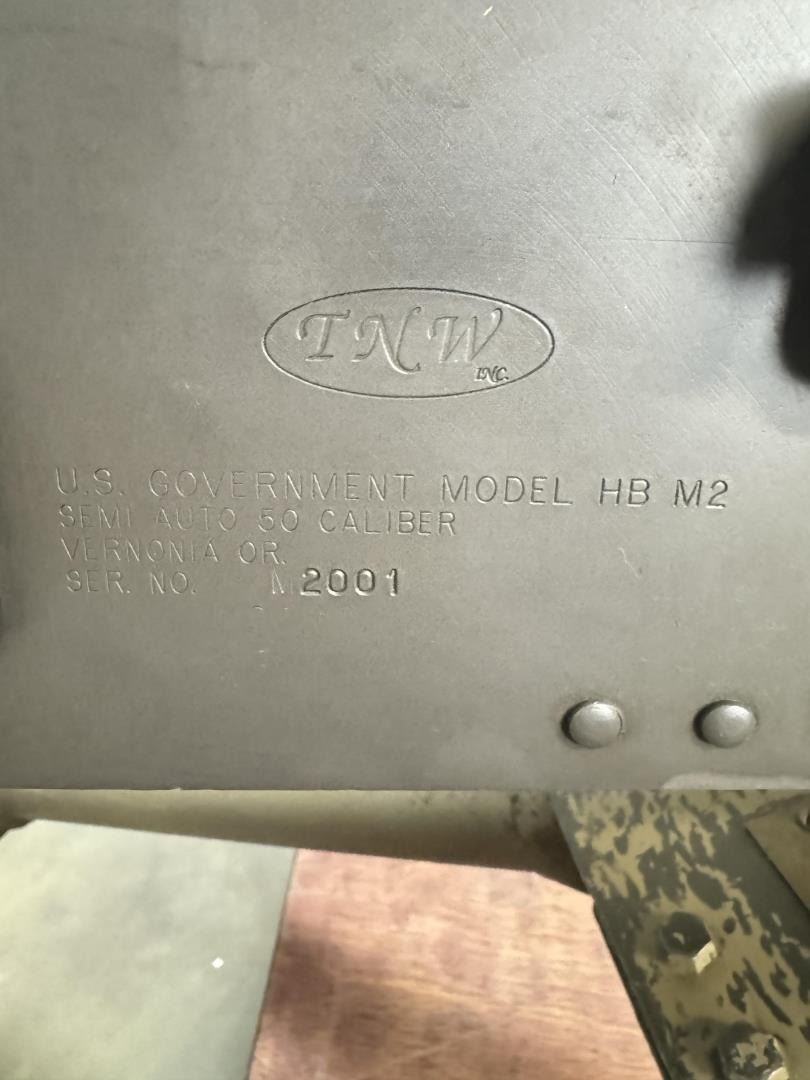 TNW
INC.
U.S. GOVERNMENT MODEL HB M2
SEMI AUTO 50 CALIBER
VERNONIA OR.
SER. NO. M2001